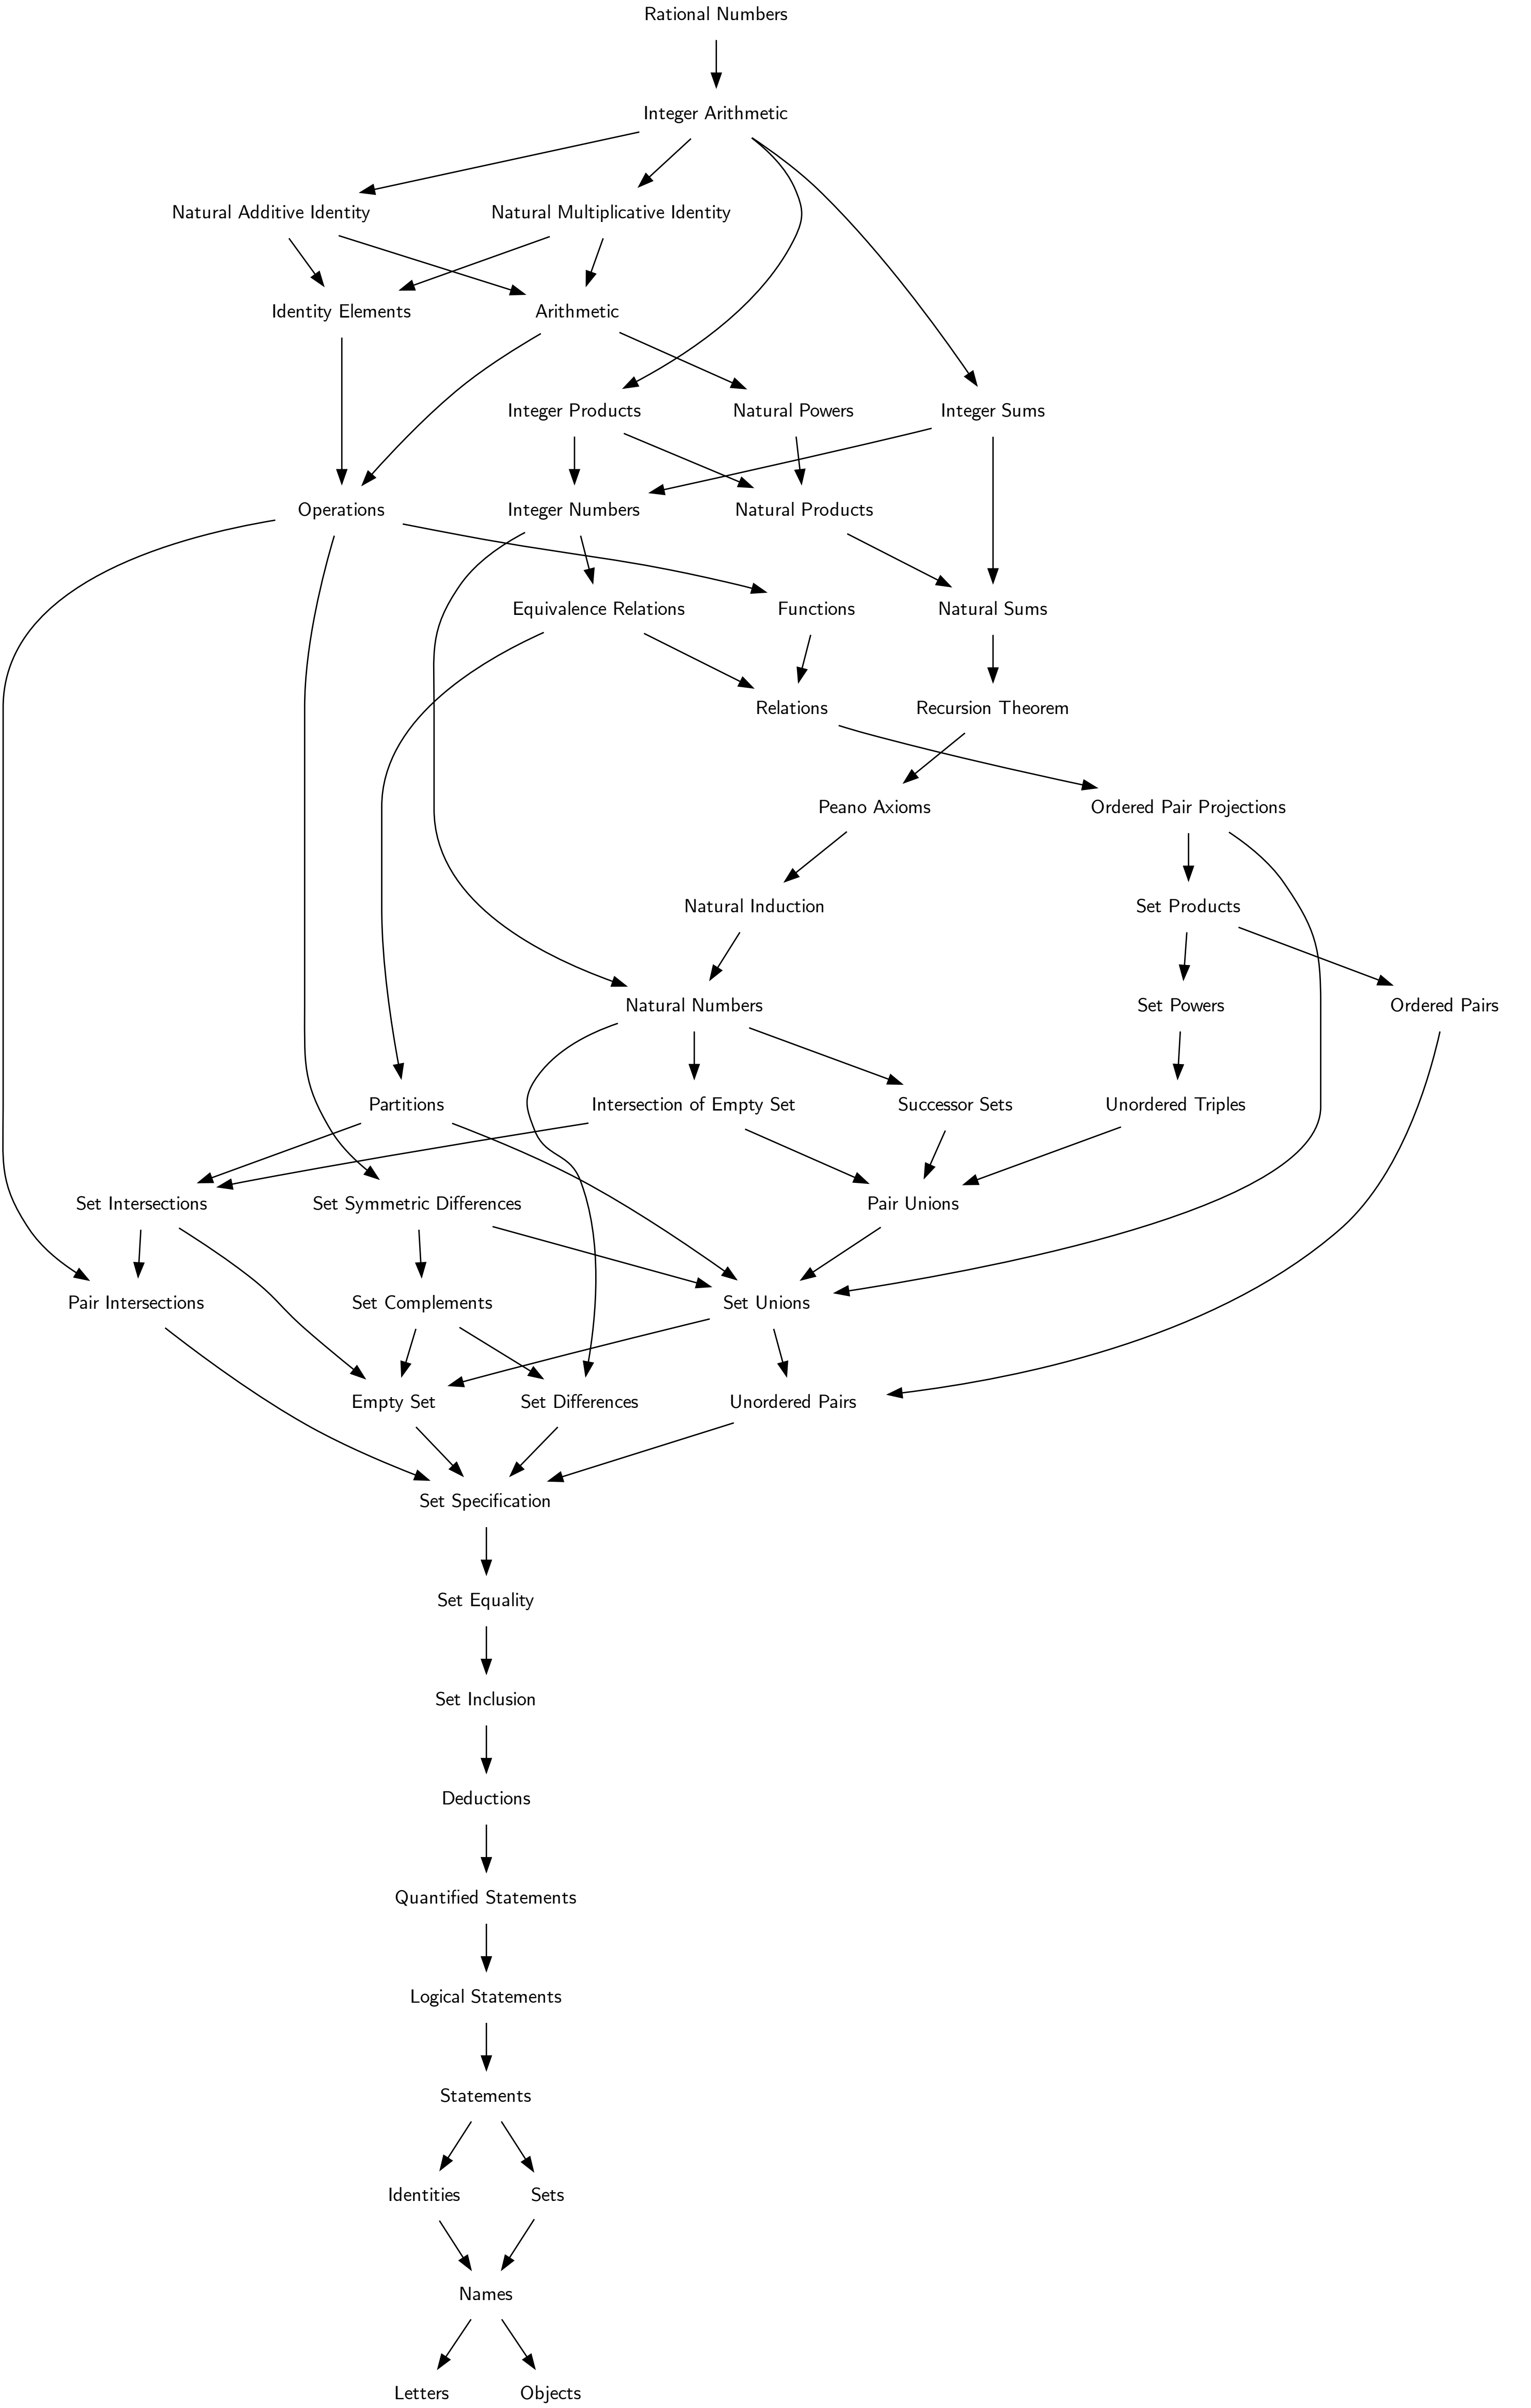 Rational Numbers
Integer Arithmetic
Natural Additive Identity
Natural Multiplicative Identity
Identity Elements
Arithmetic
Integer Products
Natural Powers
Integer Sums
Operations
Integer Numbers
Natural Products
Equivalence Relations
Functions
Natural Sums
Relations
Recursion Theorem
Peano Axioms
Ordered Pair Projections
Natural Induction
Set Products
Natural Numbers
Set Powers
Ordered Pairs
Partitions
Intersection of Empty Set
Successor Sets
Unordered Triples
Set Intersections
Set Symmetric Differences
Pair Unions
Pair Intersections
Set Complements
Set Unions
Empty Set
Set Differences
Unordered Pairs
Set Specification
Set Equality
Set Inclusion
Deductions
Quantified Statements
Logical Statements
Statements
Identities
Sets
Names
Letters
Objects